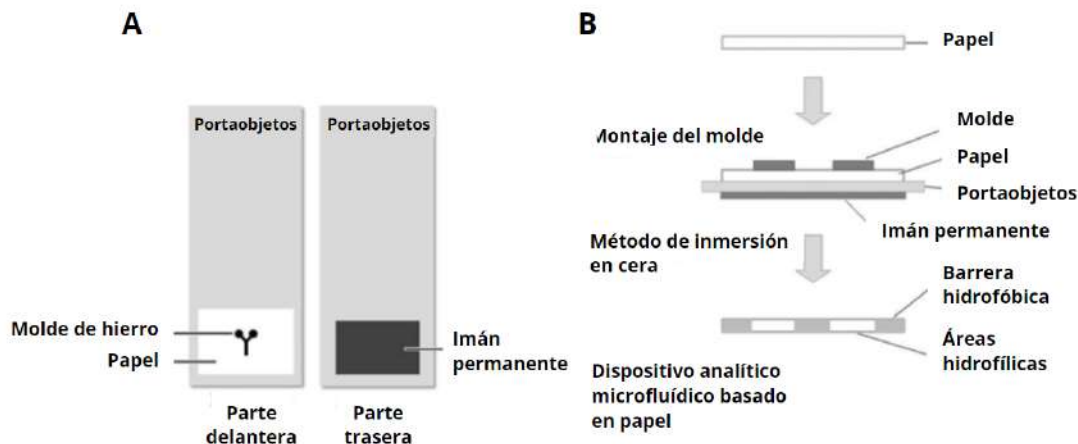 A
Portaobjetos
Portaobjetos
Molde de hierro
Papel
Imán
permanente
Parte
delantera
Parte
trasera
B
Papel
Montaje del molde
Molde
Papel
Portaobjetos
Imán permanente
Método de inmersión
en cera
Barrera
hidrofóbica
Áreas
hidrofílicas
Dispositivo analítico
microfluídico basado
en papel